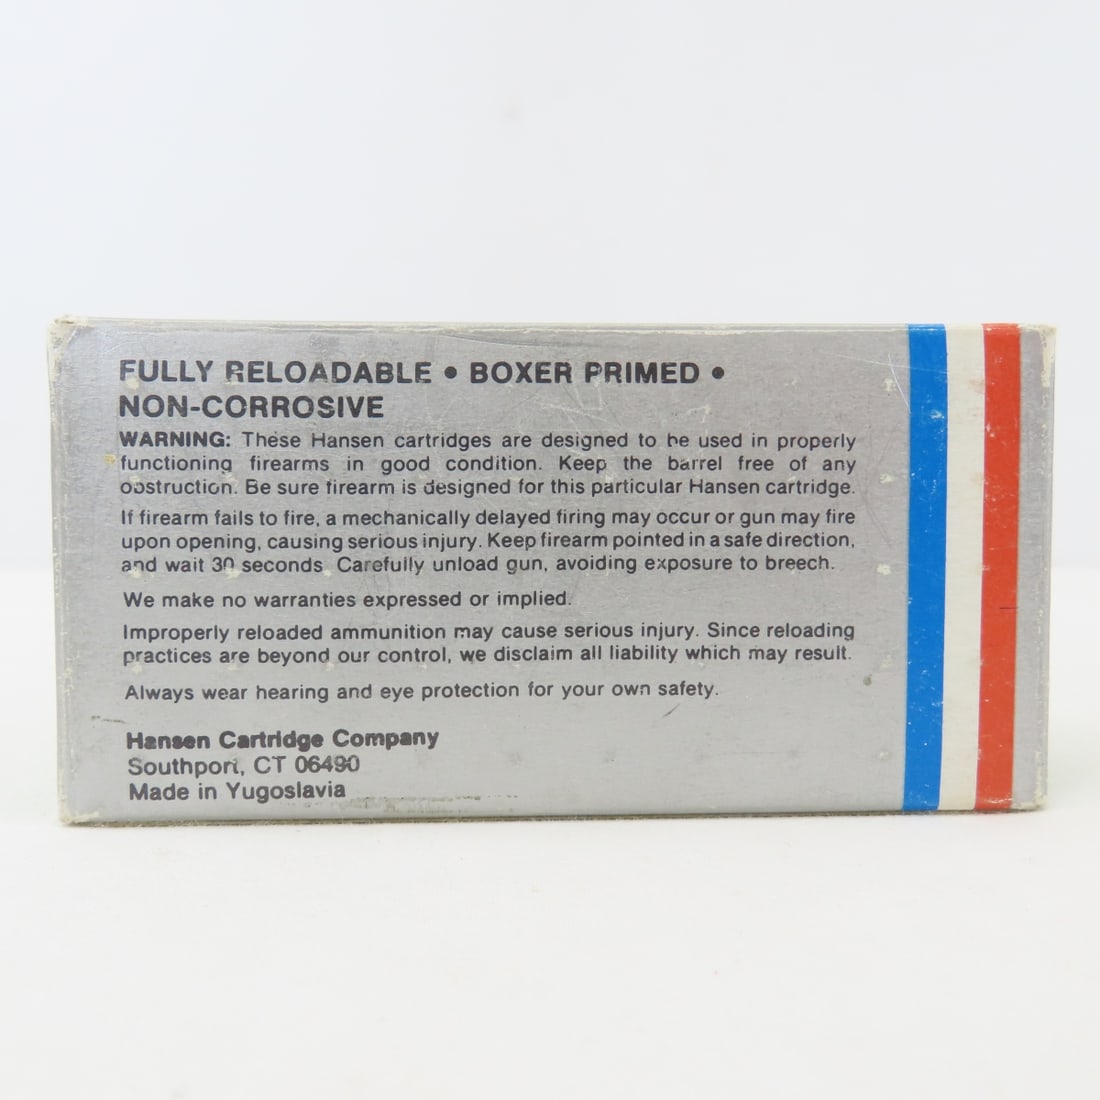 FULLY RELOADABLE • BOXER PRIMED •
NON-CORROSIVE
WARNING: These Hansen cartridges are designed to be used in properly
functioning firearms in good condition. Keep the barrel free of any
obstruction. Be sure firearm is designed for this particular Hansen cartridge.
If firearm fails to fire, a mechanically delayed firing may occur or gun may fire
upon opening, causing serious injury. Keep firearm pointed in a safe direction,
and wait 30 seconds. Carefully unload gun, avoiding exposure to breech.
We make no warranties expressed or implied.
Improperly reloaded ammunition may cause serious injury. Since reloading
practices are beyond our control, we disclaim all liability which may result.
Always wear hearing and eye protection for your own safety.
Hansen Cartridge Company
Southport, CT 06490
Made in Yugoslavia